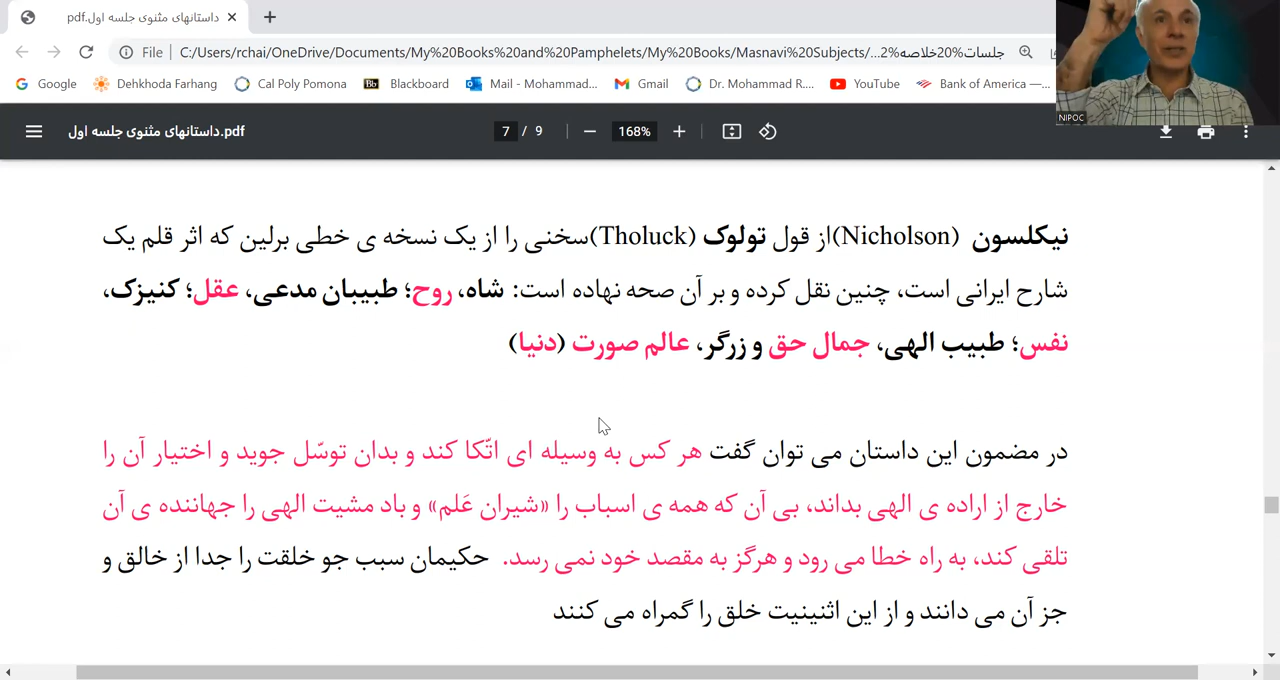 داستانهای مثنوی جلسه اول.pdf
File
C:/Users/rchai/OneDrive/Documents/My%20Books%20and%20Pamphelets/My%20Books/Masnavi%20Subjects/جلسات%20خلاصه%2...
Google Dehkhoda Farhang Cal Poly Pomona Bb Blackboard Mail - Mohammad... Gmail Dr. Mohammad R.... YouTube Bank of America —...
NIPOC
داستانهای مثنوی جلسه اول.pdf 7 / 9 168%
نیکلسون (Nicholson)از قول تولوک (Tholuck)سخنی را از یک نسخه ی خطی برلین که اثر قلم یک
شارح ایرانی است، چنین نقل کرده و بر آن صحه نهاده است: شاه، روح؛ طبیبان مدعی، عقل؛ کنیزک،
نفس؛ طبیب الهی، جمال حق و زرگر، عالم صورت (دنیا)
در مضمون این داستان می توان گفت هر کس به وسیله ای اتّکا کند و بدان توسّل جوید و اختیار آن را
خارج از اراده ی الهی بداند، بی آن که همه ی اسباب را «شیران عَلم» و باد مشیت الهی را جهاننده ی آن
تلقی کند، به راه خطا می رود و هرگز به مقصد خود نمی رسد. حکیمان سبب جو خلقت را جدا از خالق و
جز آن می دانند و از این اثنینیت خلق را گمراه می کنند